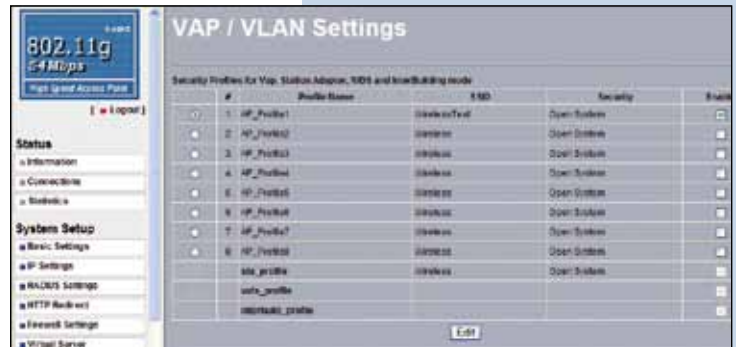 VAP / VLAN Settings
802.11g
54Mbps
High Speed Access Point
[ Logout ]
Security Profiles for Vap, Station Adapter, WDS and InterBuilding mode
# Profile Name SSID Security Enable
1 AP_Profile1 WirelessTest Open System
2 AP_Profile2 Wireless Open System
3 AP_Profile3 Wireless Open System
4 AP_Profile4 Wireless Open System
5 AP_Profile5 Wireless Open System
6 AP_Profile6 Wireless Open System
7 AP_Profile7 Wireless Open System
8 AP_Profile8 Wireless Open System
sta_profile Wireless Open System
wds_profile
Edit
Status
Information
Connections
Statistics
System Setup
Basic Settings
IP Settings
RADIUS Settings
HTTP Redirect
Firewall Settings
Virtual Server